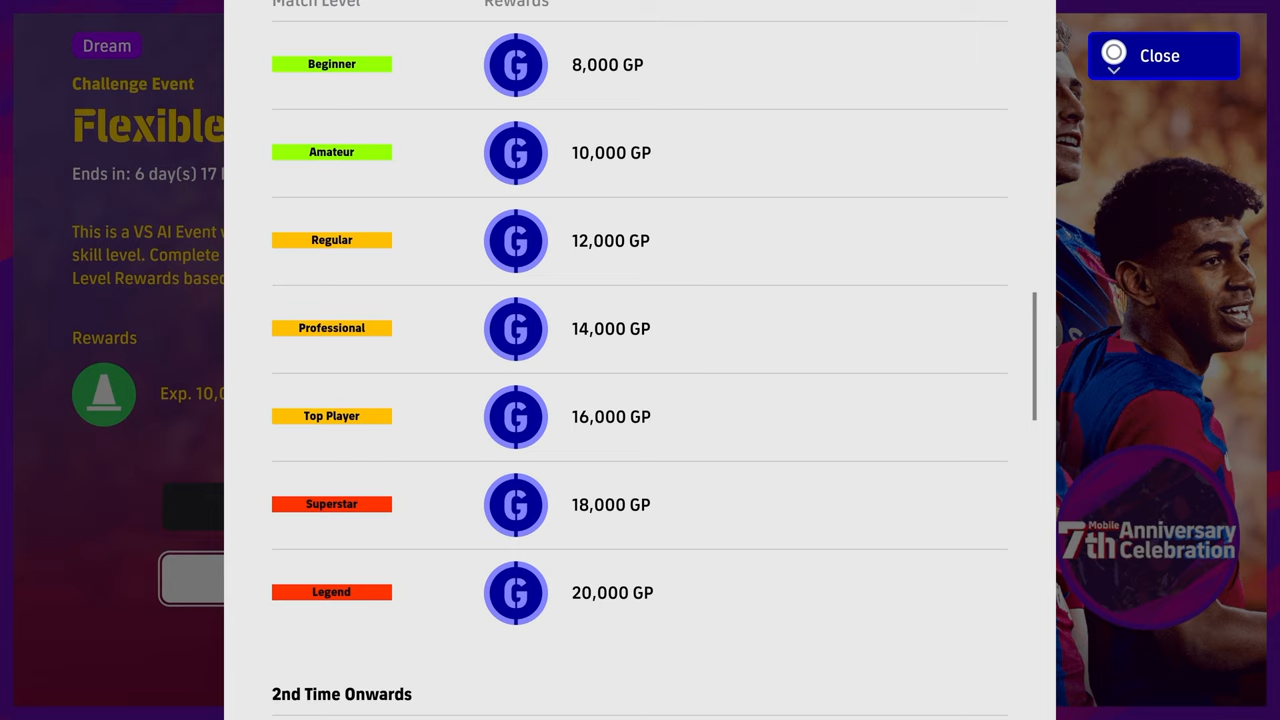 Match Level Rewards
Beginner 8,000 GP
Amateur 10,000 GP
Regular 12,000 GP
Professional 14,000 GP
Top Player 16,000 GP
Superstar 18,000 GP
Legend 20,000 GP
2nd Time Onwards
Dream
Challenge Event
Flexible
Ends in: 6 day(s) 17
This is a VS AI Event
skill level. Complete
Level Rewards based
Rewards
Exp. 10,0
Close
Mobile
7th Anniversary
Celebration